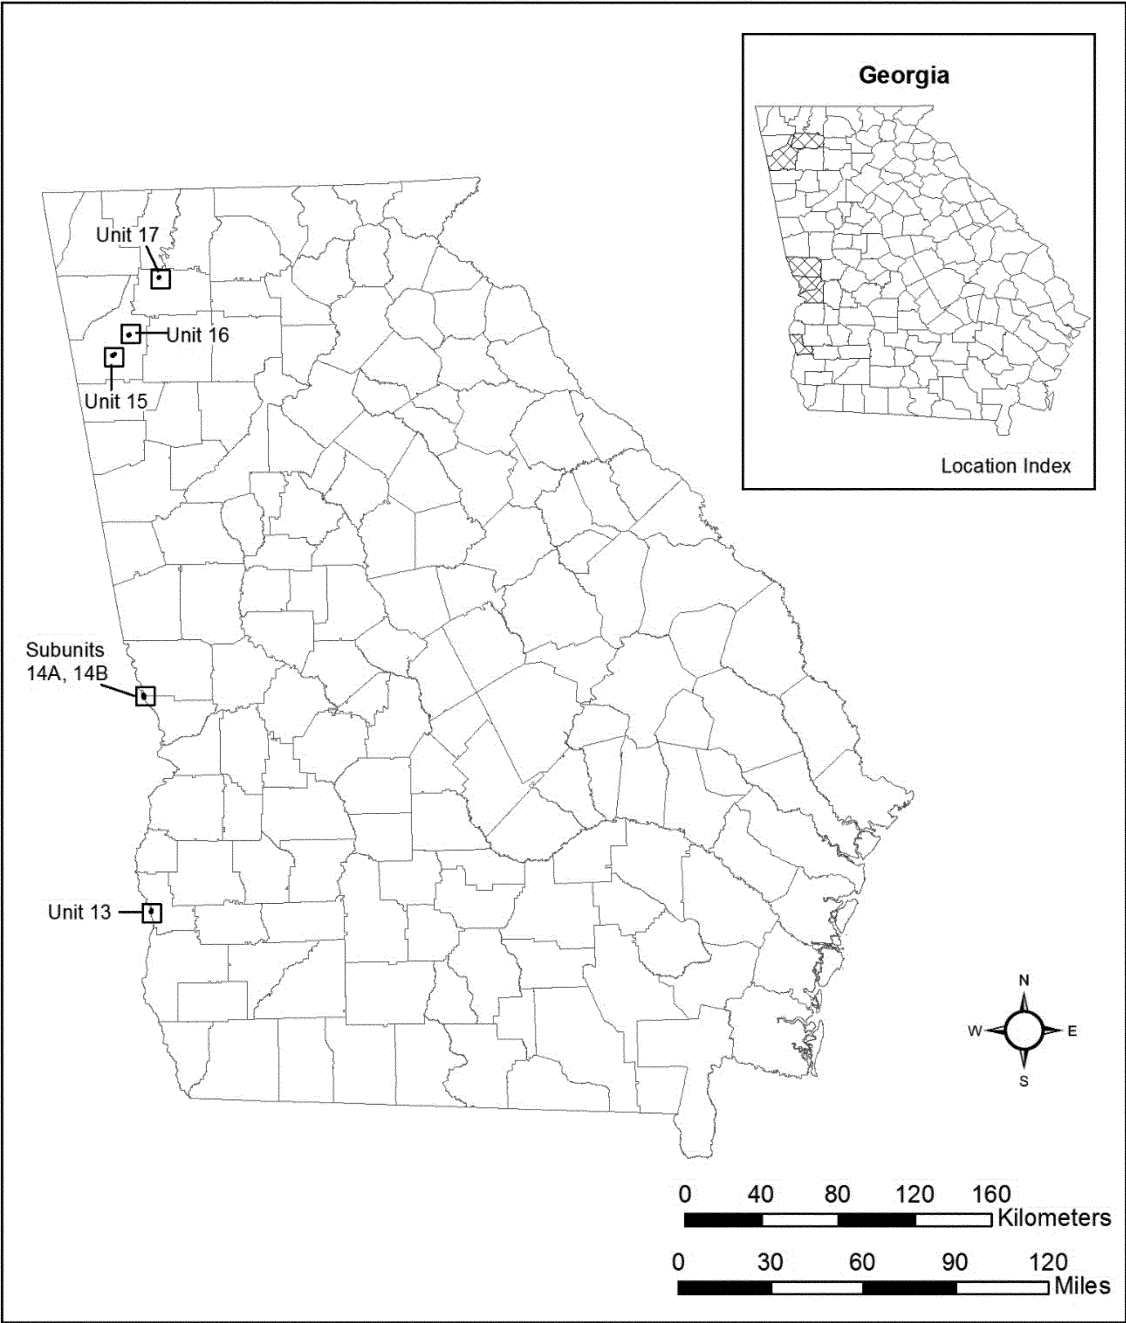 Georgia
Location Index
Unit 17
Unit 16
Unit 15
Subunits
14A, 14B
Unit 13
N
W E
S
0 40 80 120 160
Kilometers
0 30 60 90 120
Miles